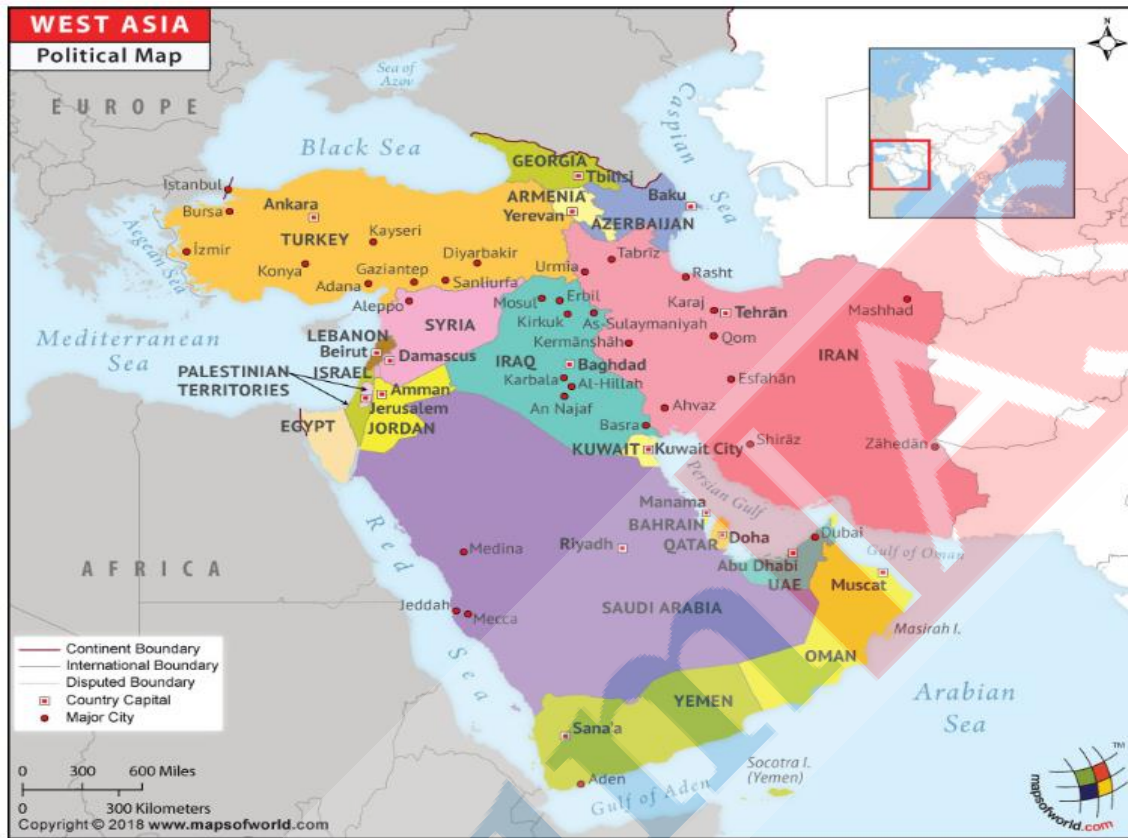 WEST ASIA
Political Map
N
EUROPE
Sea of
Azov
Black Sea
Caspian
Sea
GEORGIA
Tbilisi
ARMENIA
Yerevan
Baku
AZERBAIJAN
Istanbul
Bursa
Ankara
TURKEY
Kayseri
İzmir
Aegean Sea
Konya
Adana
Gaziantep
Diyarbakir
Sanliurfa
Urmia
Tabrīz
Rasht
Aleppo
Mosul
Erbil
Kirkuk
As-Sulaymaniyah
Karaj
Tehrān
Mashhad
Mediterranean
Sea
SYRIA
LEBANON
Beirut
Damascus
ISRAEL
PALESTINIAN
TERRITORIES
Kermānshāh
Qom
IRAN
IRAQ
Baghdad
Karbala
Al-Hillah
An Najaf
Esfahān
Amman
Jerusalem
JORDAN
EGYPT
Ahvaz
Basra
Shirāz
Zāhedān
KUWAIT
Kuwait City
Persian Gulf
Manama
BAHRAIN
QATAR
Doha
Dubai
Gulf of Oman
Abu Dhabi
UAE
Muscat
Medina
Riyadh
AFRICA
Red
Sea
Jeddah
Mecca
SAUDI ARABIA
Masirah I.
OMAN
YEMEN
Sana'a
Arabian
Sea
Aden
Gulf of Aden
Socotra I.
(Yemen)
Continent Boundary
International Boundary
Disputed Boundary
Country Capital
Major City
0 300 600 Miles
0 300 Kilometers
Copyright © 2018 www.mapsofworld.com
mapsofworld.com
TM